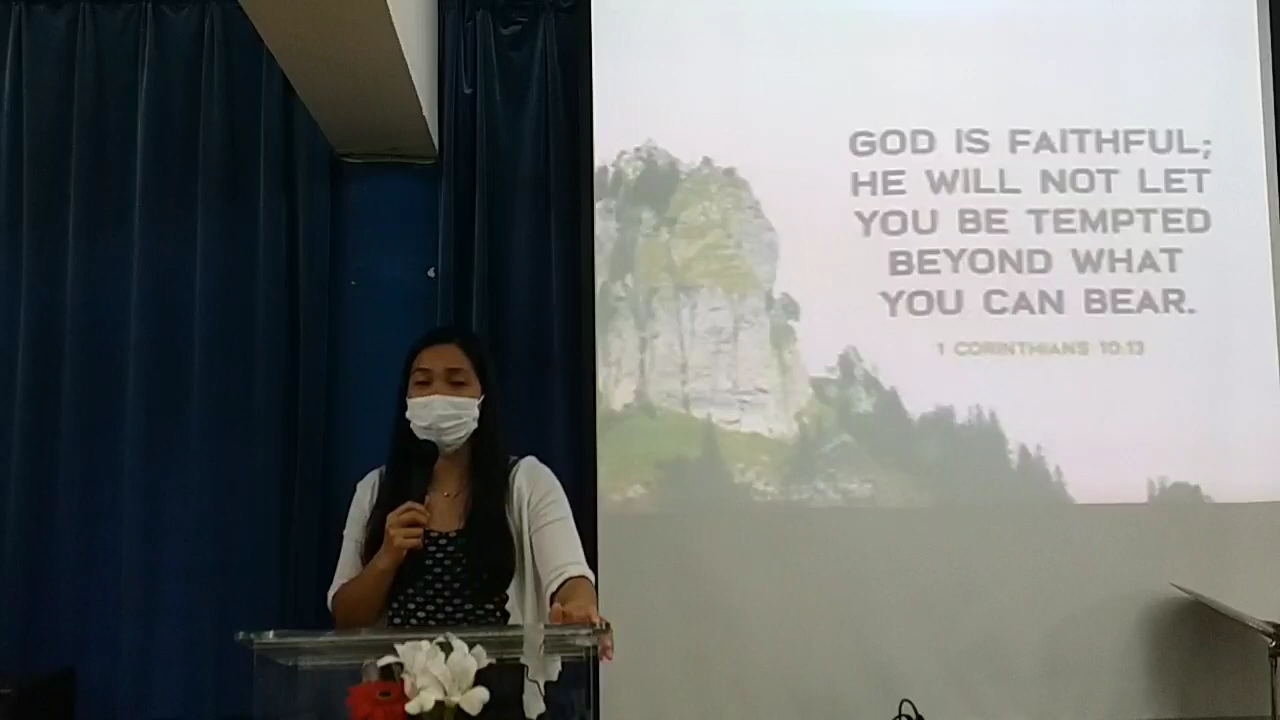 GOD IS FAITHFUL;
HE WILL NOT LET
YOU BE TEMPTED
BEYOND WHAT
YOU CAN BEAR.
1 CORINTHIANS 10:13